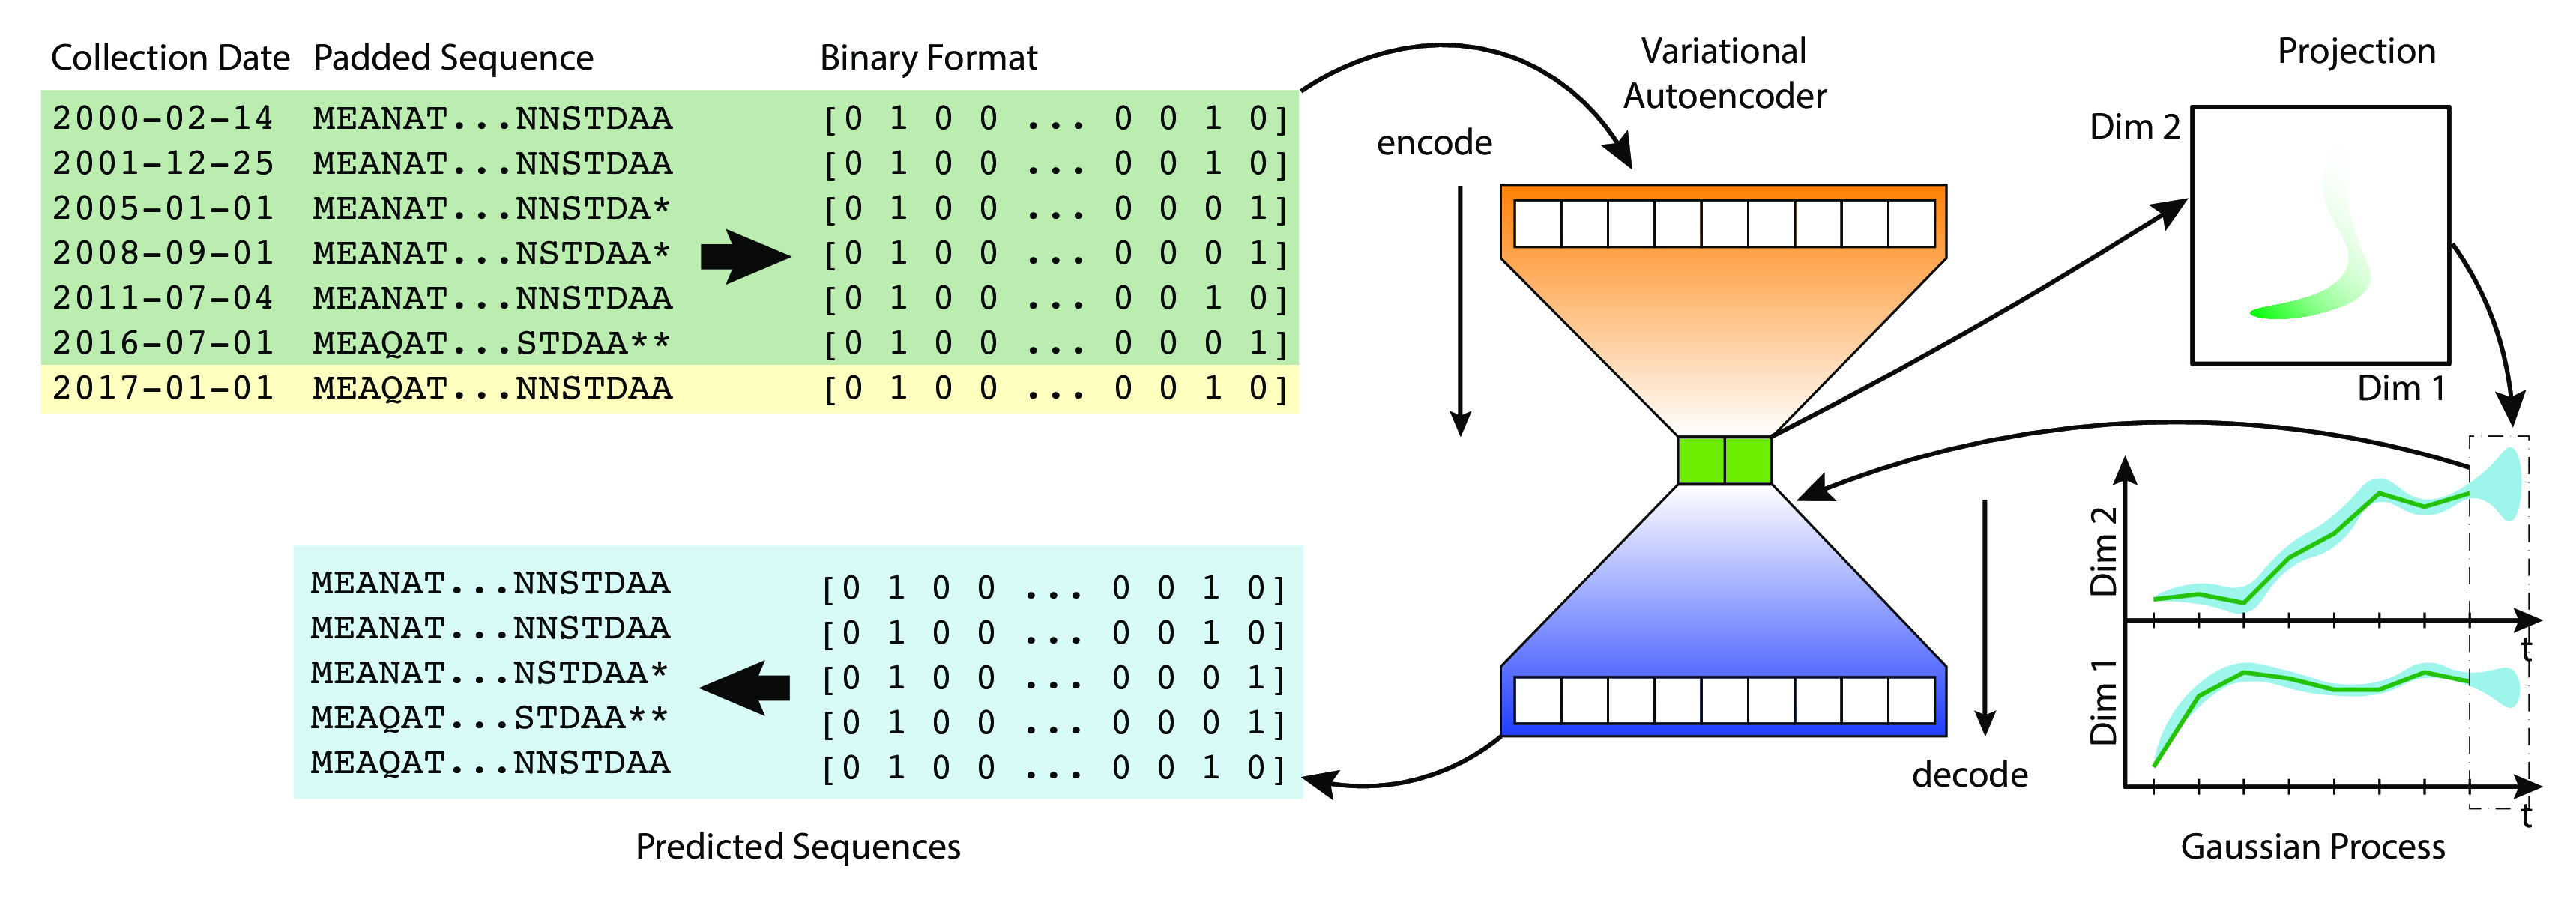 Collection Date Padded Sequence Binary Format
2000-02-14 MEANAT...NNSTDAA [0 1 0 0 ... 0 0 1 0]
2001-12-25 MEANAT...NNSTDAA [0 1 0 0 ... 0 0 1 0]
2005-01-01 MEANAT...NNSTDA* [0 1 0 0 ... 0 0 0 1]
2008-09-01 MEANAT...NSTDAA* [0 1 0 0 ... 0 0 0 1]
2011-07-04 MEANAT...NNSTDAA [0 1 0 0 ... 0 0 1 0]
2016-07-01 MEAQAT...STDAA** [0 1 0 0 ... 0 0 0 1]
2017-01-01 MEAQAT...NNSTDAA [0 1 0 0 ... 0 0 1 0]
encode
Variational
Autoencoder
Projection
Dim 2
Dim 1
Dim 2
t
Dim 1
t
Gaussian Process
decode
MEANAT...NNSTDAA [0 1 0 0 ... 0 0 1 0]
MEANAT...NNSTDAA [0 1 0 0 ... 0 0 1 0]
MEANAT...NSTDAA* [0 1 0 0 ... 0 0 0 1]
MEAQAT...STDAA** [0 1 0 0 ... 0 0 0 1]
MEAQAT...NNSTDAA [0 1 0 0 ... 0 0 1 0]
Predicted Sequences